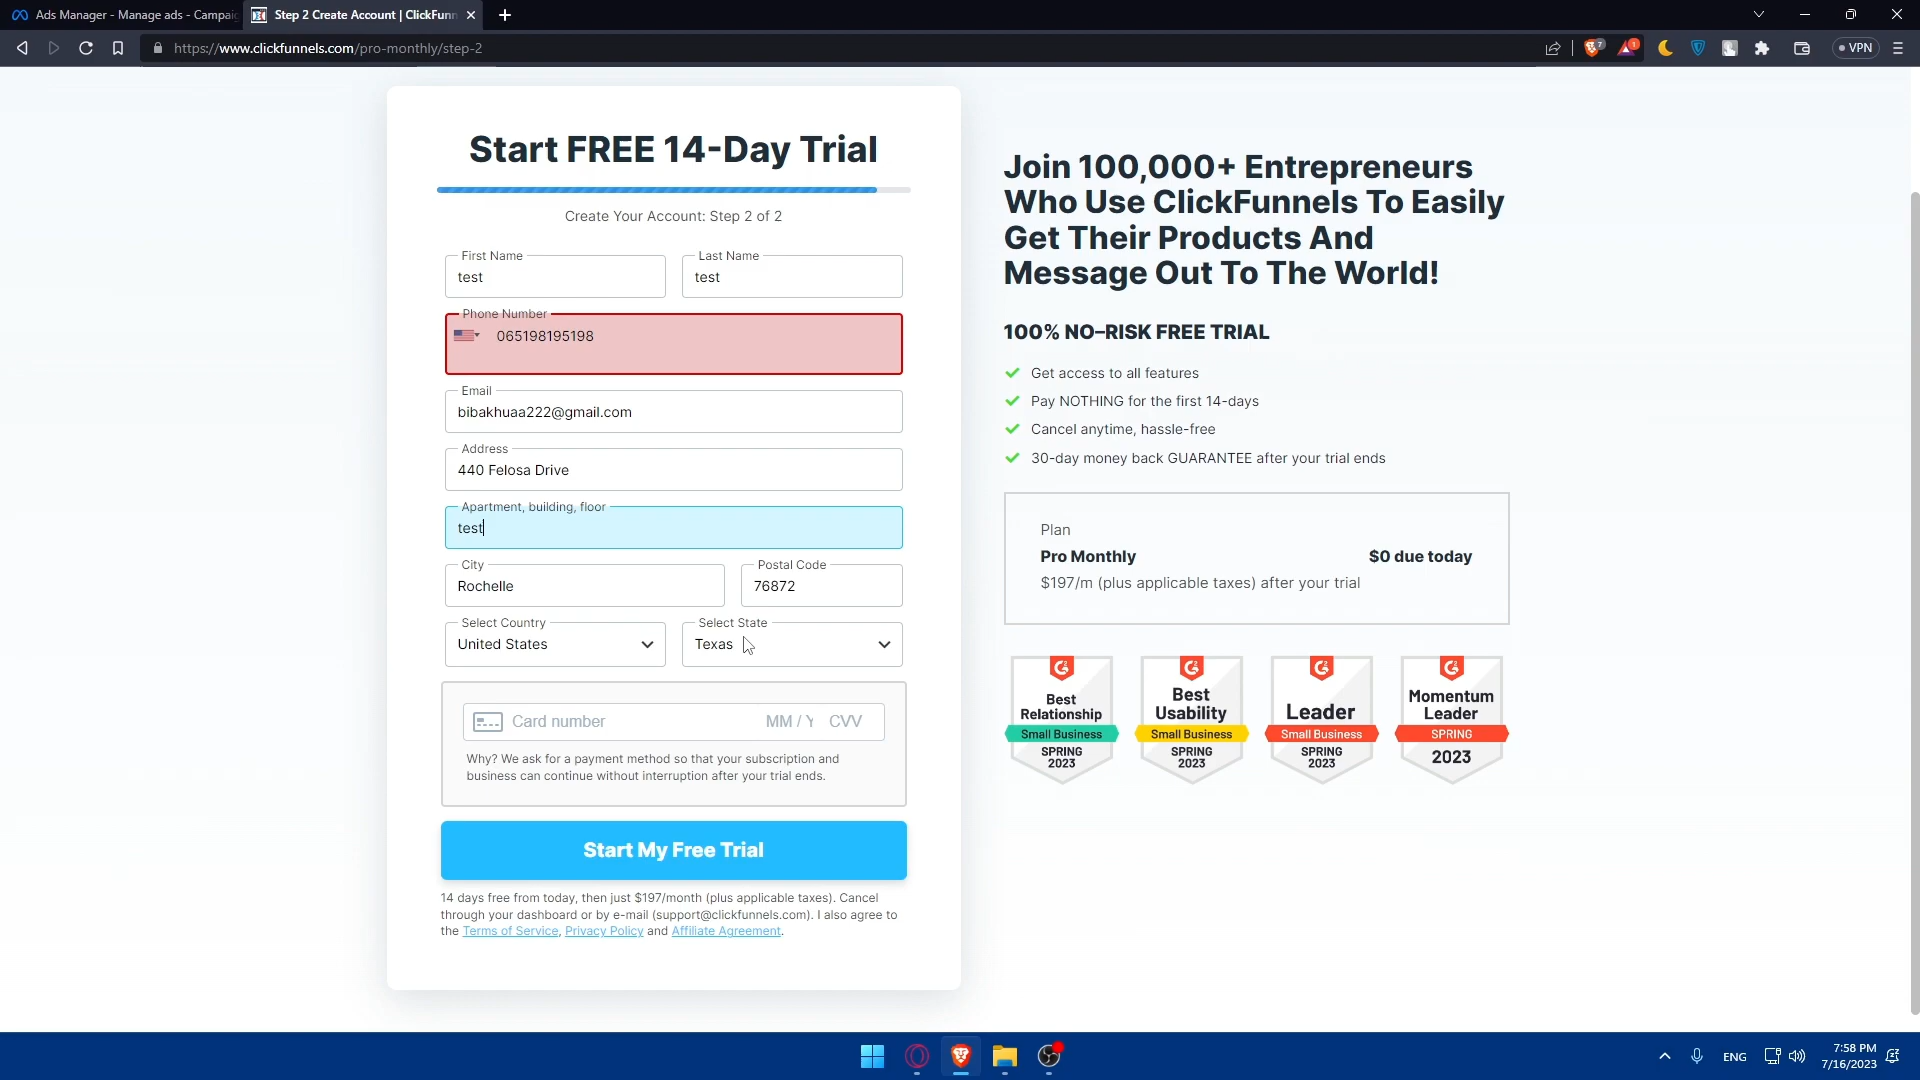 Ads Manager - Manage ads - Campaig
Step 2 Create Account | ClickFunn
https://www.clickfunnels.com/pro-monthly/step-2
7
1
VPN
Start FREE 14-Day Trial
Create Your Account: Step 2 of 2
First Name
test
Last Name
test
Phone Number
065198195198
Email
bibakhuaa222@gmail.com
Address
440 Felosa Drive
Apartment, building, floor
test
City
Rochelle
Postal Code
76872
Select Country
United States
Select State
Texas
Card number
MM / Y
CVV
Why? We ask for a payment method so that your subscription and
business can continue without interruption after your trial ends.
Start My Free Trial
14 days free from today, then just $197/month (plus applicable taxes). Cancel
through your dashboard or by e-mail (support@clickfunnels.com). I also agree to
the Terms of Service, Privacy Policy and Affiliate Agreement.
Join 100,000+ Entrepreneurs
Who Use ClickFunnels To Easily
Get Their Products And
Message Out To The World!
100% NO-RISK FREE TRIAL
Get access to all features
Pay NOTHING for the first 14-days
Cancel anytime, hassle-free
30-day money back GUARANTEE after your trial ends
Plan
Pro Monthly
$0 due today
$197/m (plus applicable taxes) after your trial
Best
Relationship
Small Business
SPRING
2023
Best
Usability
Small Business
SPRING
2023
Leader
Small Business
SPRING
2023
Momentum
Leader
SPRING
2023
ENG
7:58 PM
7/16/2023